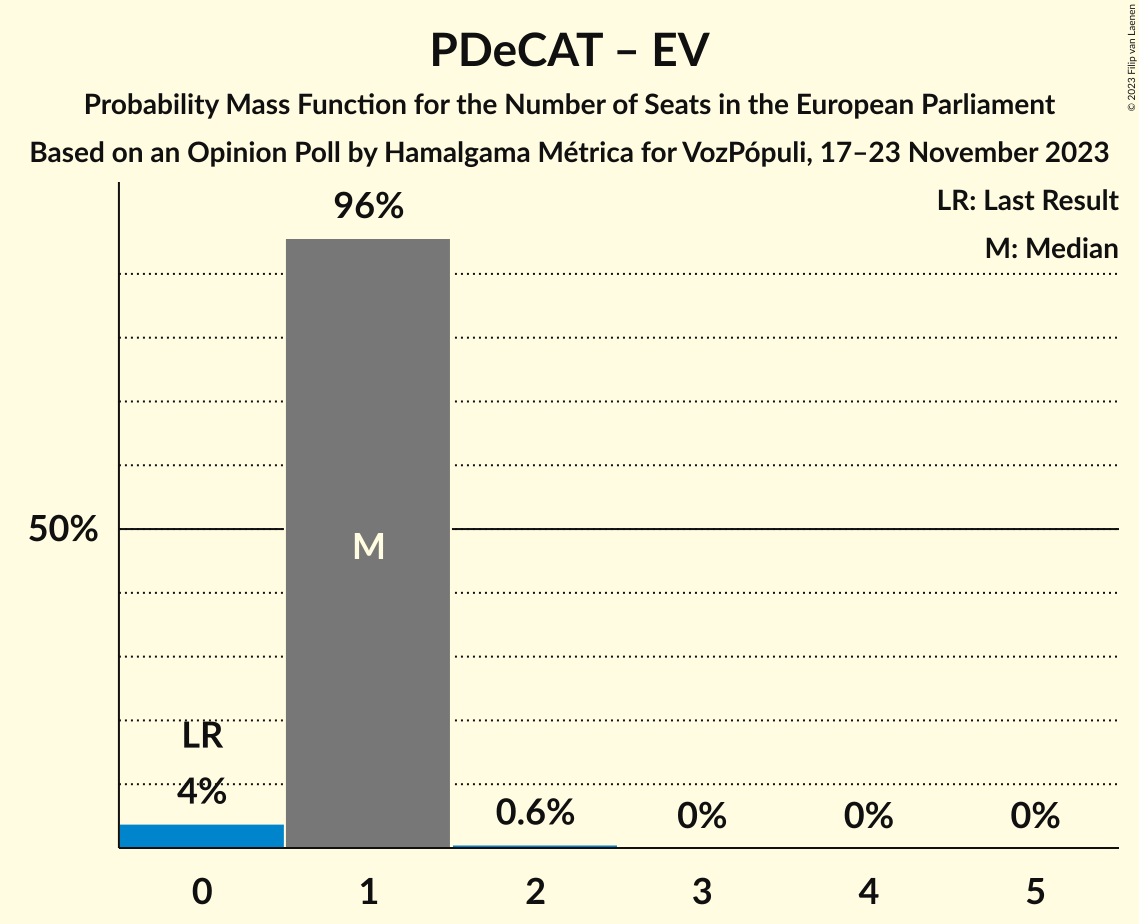 PDeCAT – EV
Probability Mass Function for the Number of Seats in the European Parliament
Based on an Opinion Poll by Hamalgama Métrica for VozPópuli, 17–23 November 2023
© 2023 Filip van Laenen
LR: Last Result
M: Median
96%
50%
M
LR
4%
0.6%
0%
0%
0%
0
1
2
3
4
5